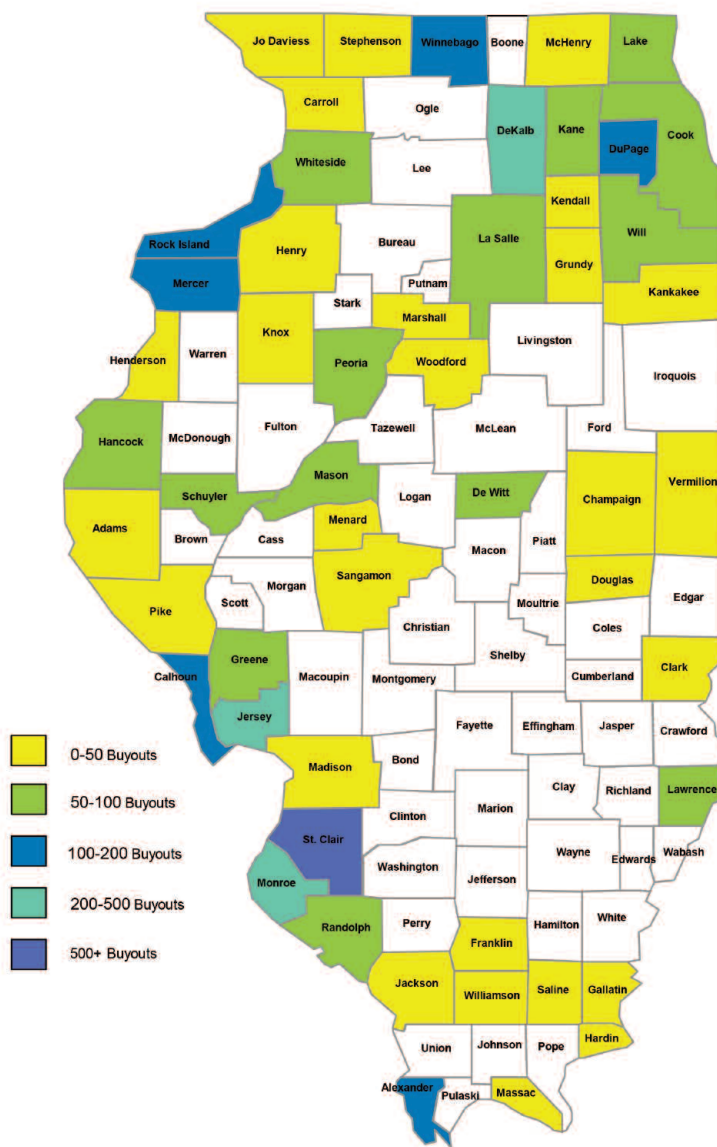 Jo Daviess Stephenson Winnebago Boone McHenry Lake
Carroll Ogle DeKalb Kane Cook
DuPage
Whiteside Lee
Kendall
Rock Island Henry Bureau La Salle Will
Grundy
Mercer Putnam Kankakee
Stark
Knox Marshall
Livingston
Henderson Warren Peoria Woodford
Iroquois
Fulton Tazewell McLean Ford
Hancock McDonough
Mason
Schuyler Logan De Witt Champaign Vermilion
Adams Menard
Brown Cass Macon Piatt
Sangamon Douglas
Pike Scott Morgan Moultrie Edgar
Christian Coles
Greene Shelby
Calhoun Macoupin Montgomery Cumberland Clark
Jersey
Fayette Effingham Jasper Crawford
0-50 Buyouts
Madison Bond
Clay Richland Lawrence
50-100 Buyouts
Clinton Marion
St. Clair
100-200 Buyouts
Wayne Edwards Wabash
Washington
Monroe Jefferson
200-500 Buyouts
Randolph Perry Hamilton White
Franklin
500+ Buyouts
Jackson Williamson Saline Gallatin
Union Johnson Pope Hardin
Alexander Pulaski Massac